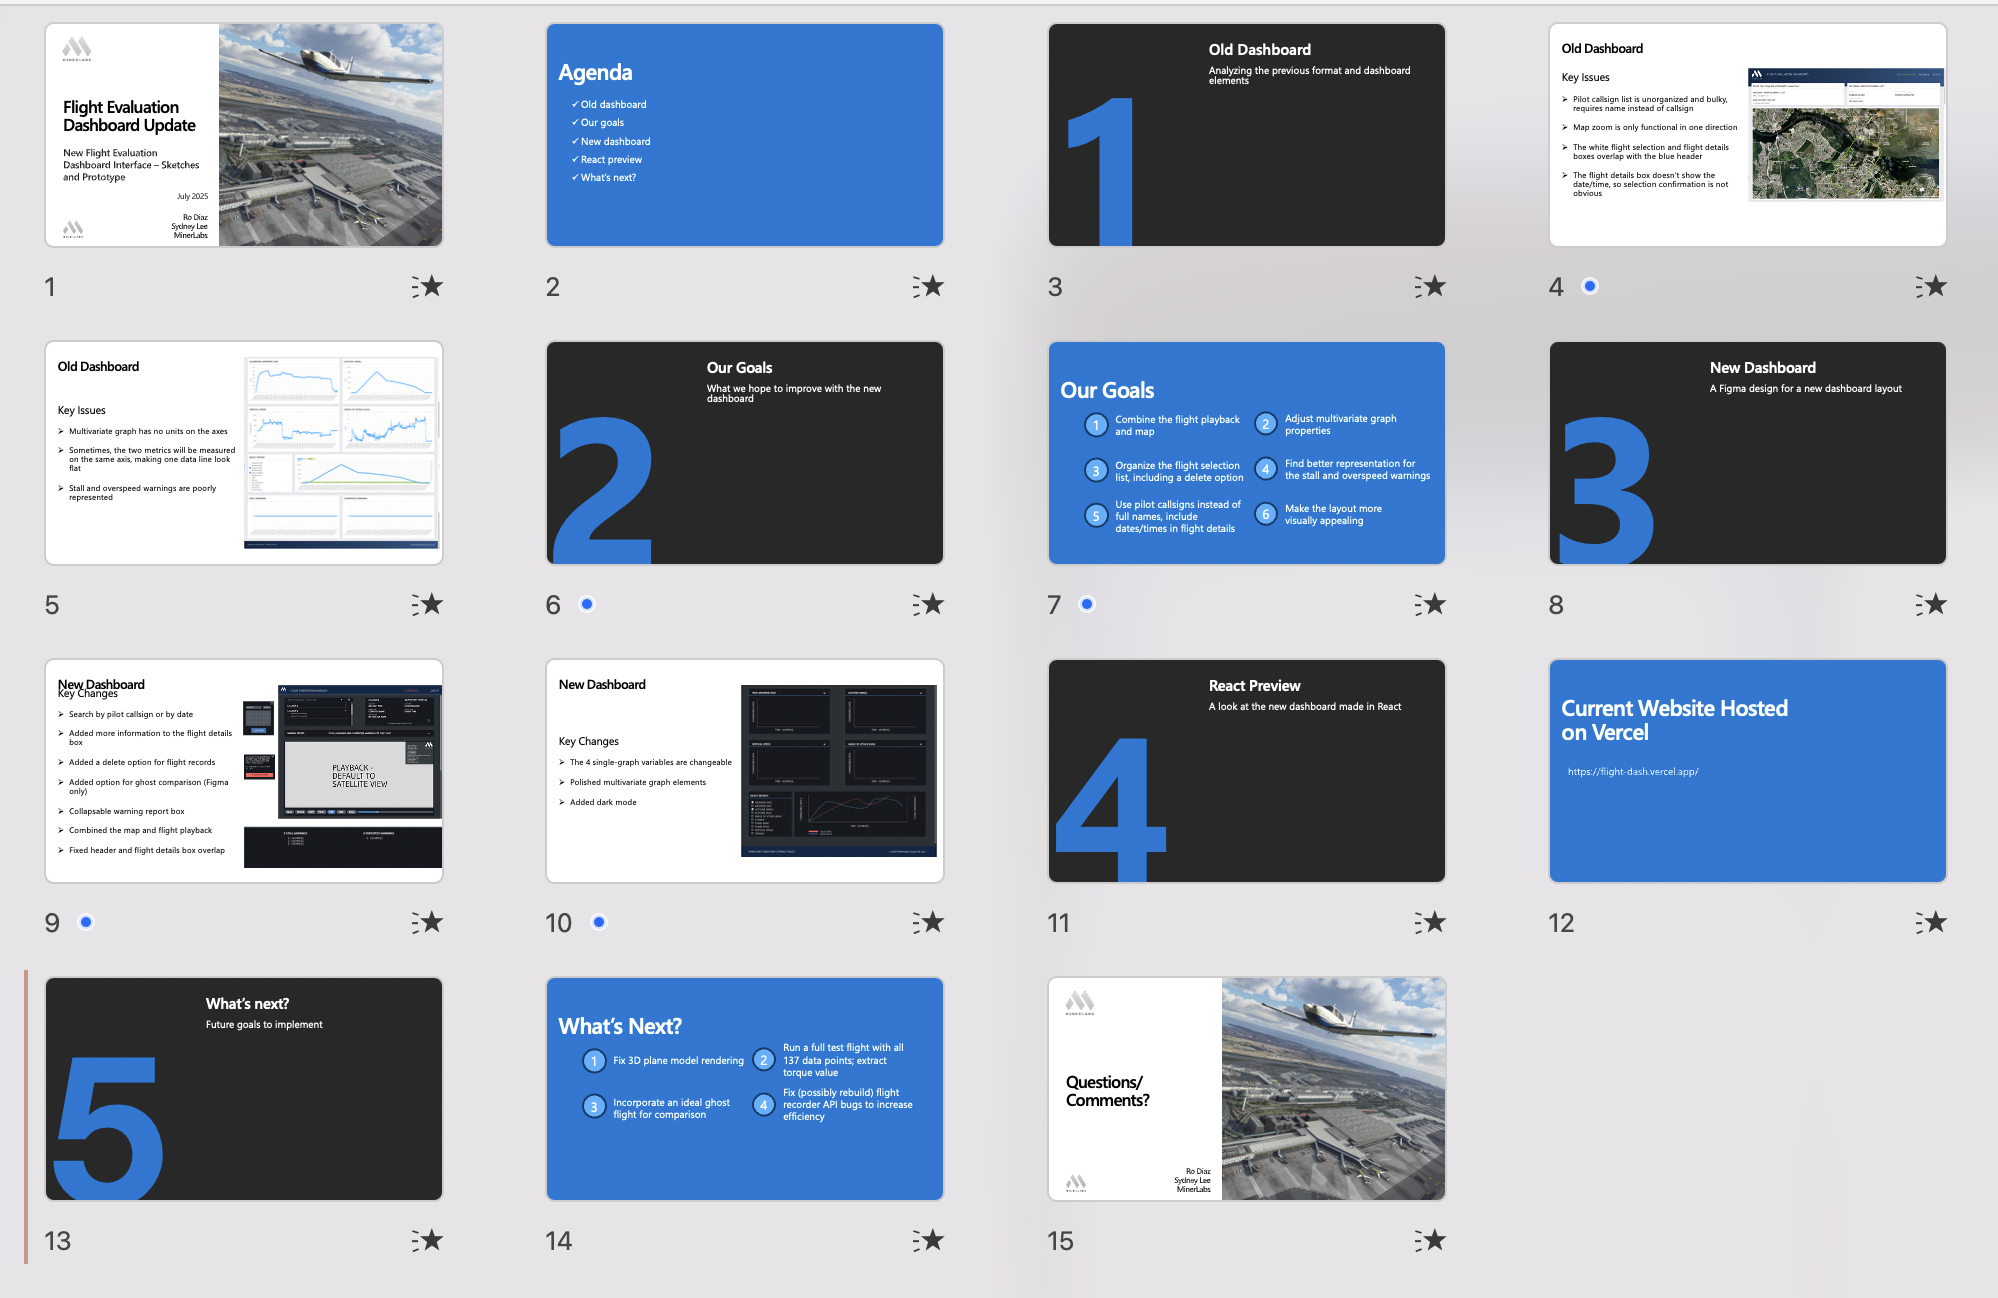 MINERLABS
Flight Evaluation
Dashboard Update
New Flight Evaluation
Dashboard Interface – Sketches
and Prototype
July 2025
Ro Diaz
Sydney Lee
MinerLabs
1
Agenda
✓ Old dashboard
✓ Our goals
✓ New dashboard
✓ React preview
✓ What's next?
2
Old Dashboard
Analyzing the previous format and dashboard
elements
1
3
Old Dashboard
Key Issues
Pilot callsign list is unorganized and bulky,
requires name instead of callsign
Map zoom is only functional in one direction
The white flight selection and flight details
boxes overlap with the blue header
The flight details box doesn't show the
date/time, so selection confirmation is not
obvious
4
Old Dashboard
Key Issues
Multivariate graph has no units on the axes
Sometimes, the two metrics will be measured
on the same axis, making one data line look
flat
Stall and overspeed warnings are poorly
represented
5
Our Goals
What we hope to improve with the new
dashboard
2
6
Our Goals
1 Combine the flight playback
and map
2 Adjust multivariate graph
properties
3 Organize the flight selection
list, including a delete option
4 Find better representation for
the stall and overspeed warnings
5 Use pilot callsigns instead of
full names, include
dates/times in flight details
6 Make the layout more
visually appealing
7
New Dashboard
A Figma design for a new dashboard layout
3
8
New Dashboard
Key Changes
Search by pilot callsign or by date
Added more information to the flight details
box
Added a delete option for flight records
Added option for ghost comparison (Figma
only)
Collapsable warning report box
Combined the map and flight playback
Fixed header and flight details box overlap
PLAYBACK -
DEFAULT TO
SATELLITE VIEW
9
New Dashboard
Key Changes
The 4 single-graph variables are changeable
Polished multivariate graph elements
Added dark mode
10
React Preview
A look at the new dashboard made in React
4
11
Current Website Hosted
on Vercel
https://flight-dash.vercel.app/
12
What's next?
Future goals to implement
5
13
What's Next?
1 Fix 3D plane model rendering
2 Run a full test flight with all
137 data points; extract
torque value
3 Incorporate an ideal ghost
flight for comparison
4 Fix (possibly rebuild) flight
recorder API bugs to increase
efficiency
14
MINERLABS
Questions/
Comments?
Ro Diaz
Sydney Lee
MinerLabs
15